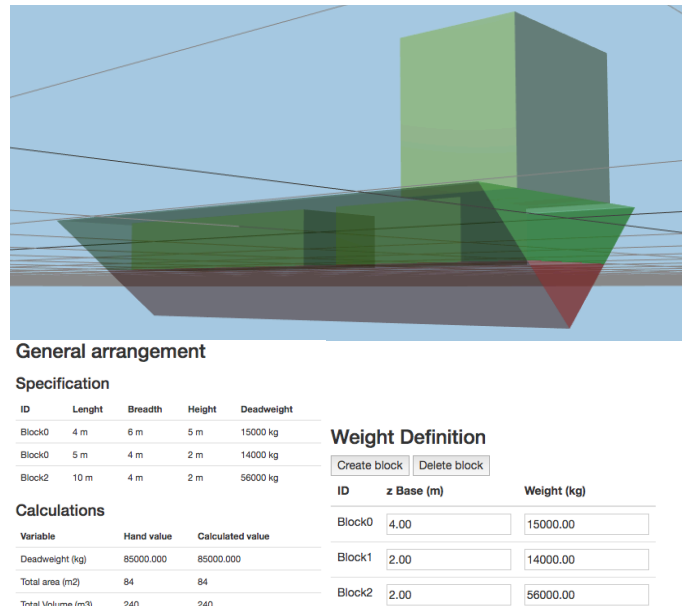 General arrangement
Specification
ID Lenght Breadth Height Deadweight
Block0 4 m 6 m 5 m 15000 kg
Block0 5 m 4 m 2 m 14000 kg
Block2 10 m 4 m 2 m 56000 kg
Calculations
Variable Hand value Calculated value
Deadweight (kg) 85000.000 85000.000
Total area (m2) 84 84
Total Volume (m3) 240 240
Weight Definition
Create block Delete block
ID z Base (m) Weight (kg)
Block0 4.00 15000.00
Block1 2.00 14000.00
Block2 2.00 56000.00